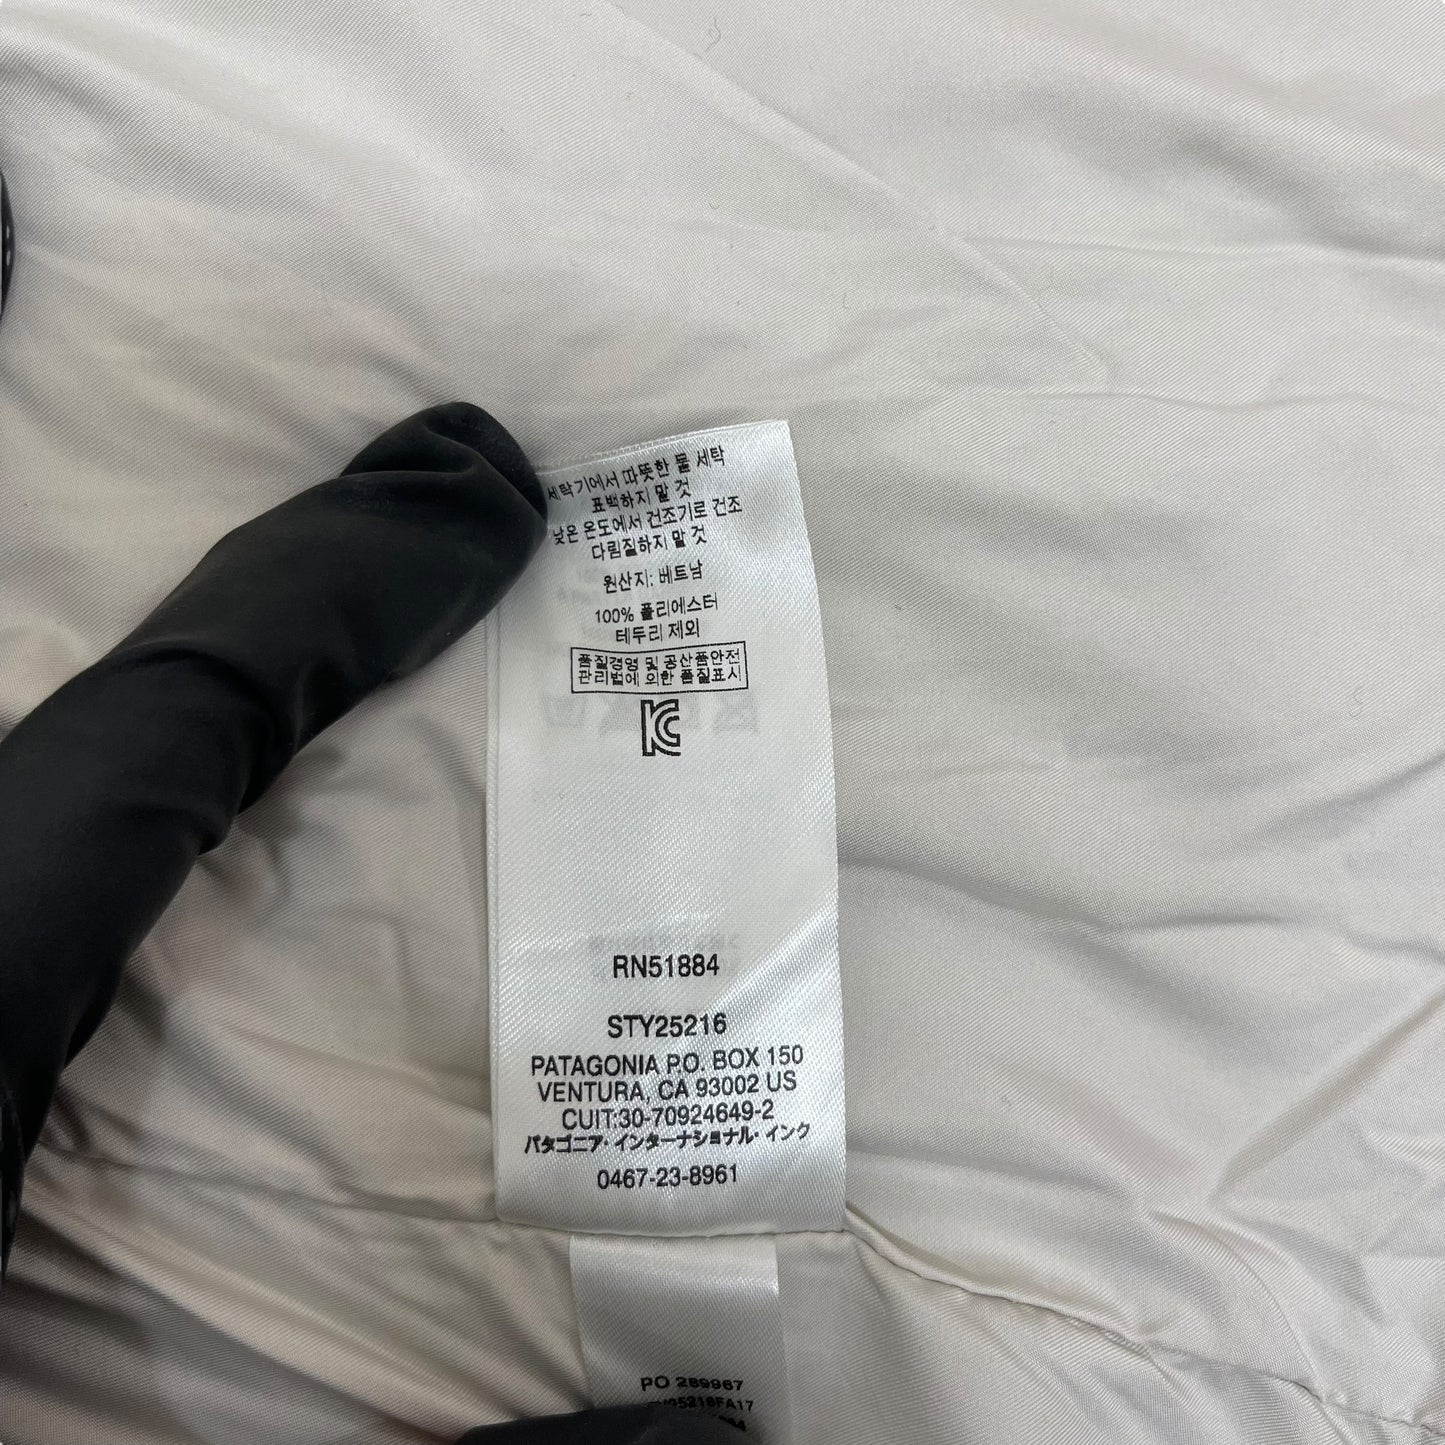 세탁기에서 따뜻한 물 세탁
표백하지 말 것
낮은 온도에서 건조기로 건조
다림질하지 말 것
원산지: 베트남
100% 폴리에스터
테두리 제외
품질경영 및 공산품안전
관리법에 의한 품질표시
KC
RN51884
STY25216
PATAGONIA P.O. BOX 150
VENTURA, CA 93002 US
CUIT:30-70924649-2
パタゴニア・インターナショナル・インク
0467-23-8961
PO 289967